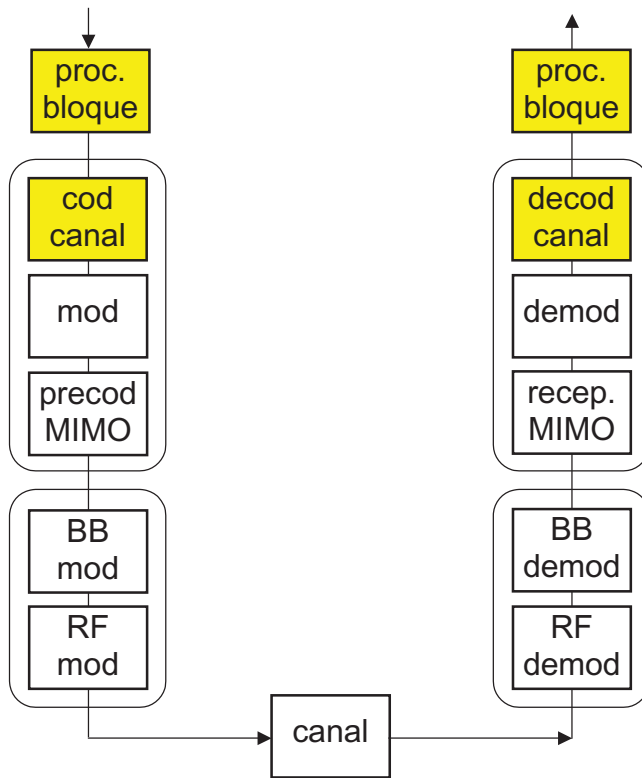 proc.
bloque
cod
canal
mod
precod
MIMO
BB
mod
RF
mod
canal
proc.
bloque
decod
canal
demod
recep.
MIMO
BB
demod
RF
demod